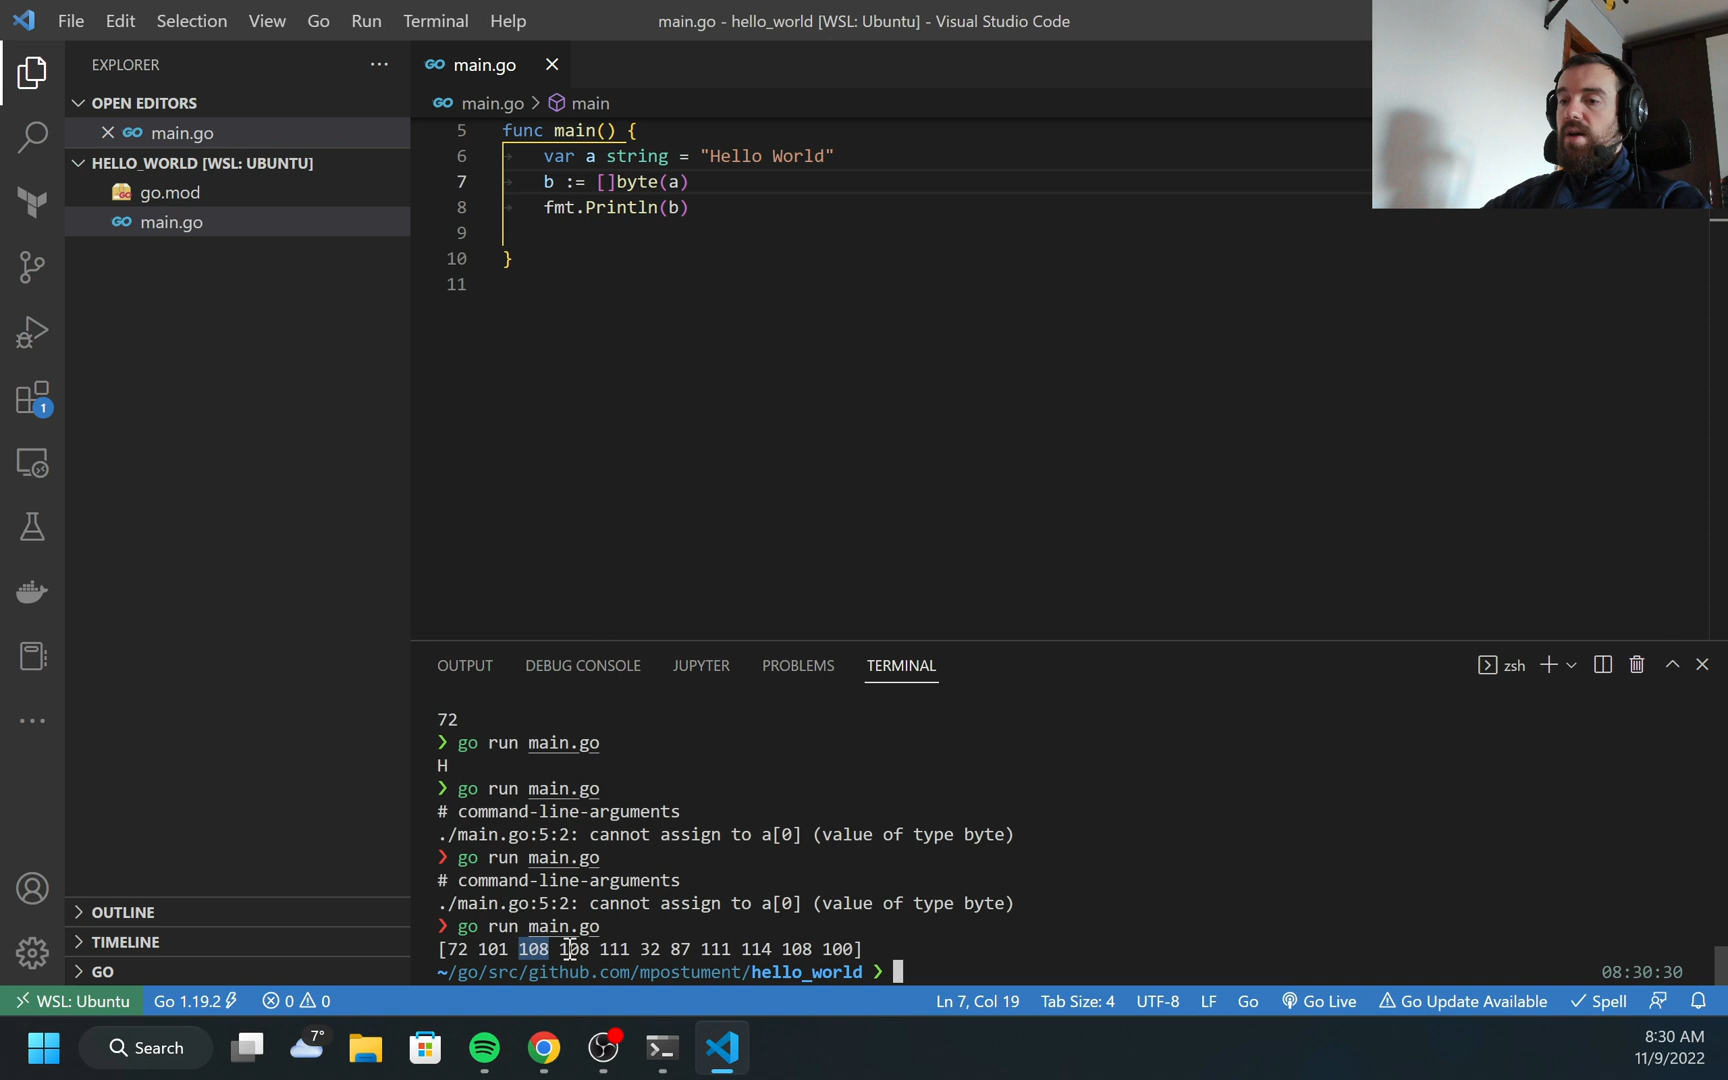 File Edit Selection View Go Run Terminal Help
main.go - hello_world [WSL: Ubuntu] - Visual Studio Code
EXPLORER
OPEN EDITORS
GO main.go
HELLO_WORLD [WSL: UBUNTU]
go.mod
GO main.go
1
OUTLINE
TIMELINE
GO
GO main.go
GO main.go > main
5 func main() {
6 var a string = "Hello World"
7 b := []byte(a)
8 fmt.Println(b)
9
10 }
11
OUTPUT DEBUG CONSOLE JUPYTER PROBLEMS TERMINAL
zsh
72
❯ go run main.go
H
❯ go run main.go
# command-line-arguments
./main.go:5:2: cannot assign to a[0] (value of type byte)
❯ go run main.go
# command-line-arguments
./main.go:5:2: cannot assign to a[0] (value of type byte)
❯ go run main.go
[72 101 108 108 111 32 87 111 114 108 100]
~/go/src/github.com/mpostument/hello_world ❯ 08:30:30
WSL: Ubuntu Go 1.19.2 0 0 Ln 7, Col 19 Tab Size: 4 UTF-8 LF Go Go Live Go Update Available Spell
Search
7°
8:30 AM
11/9/2022